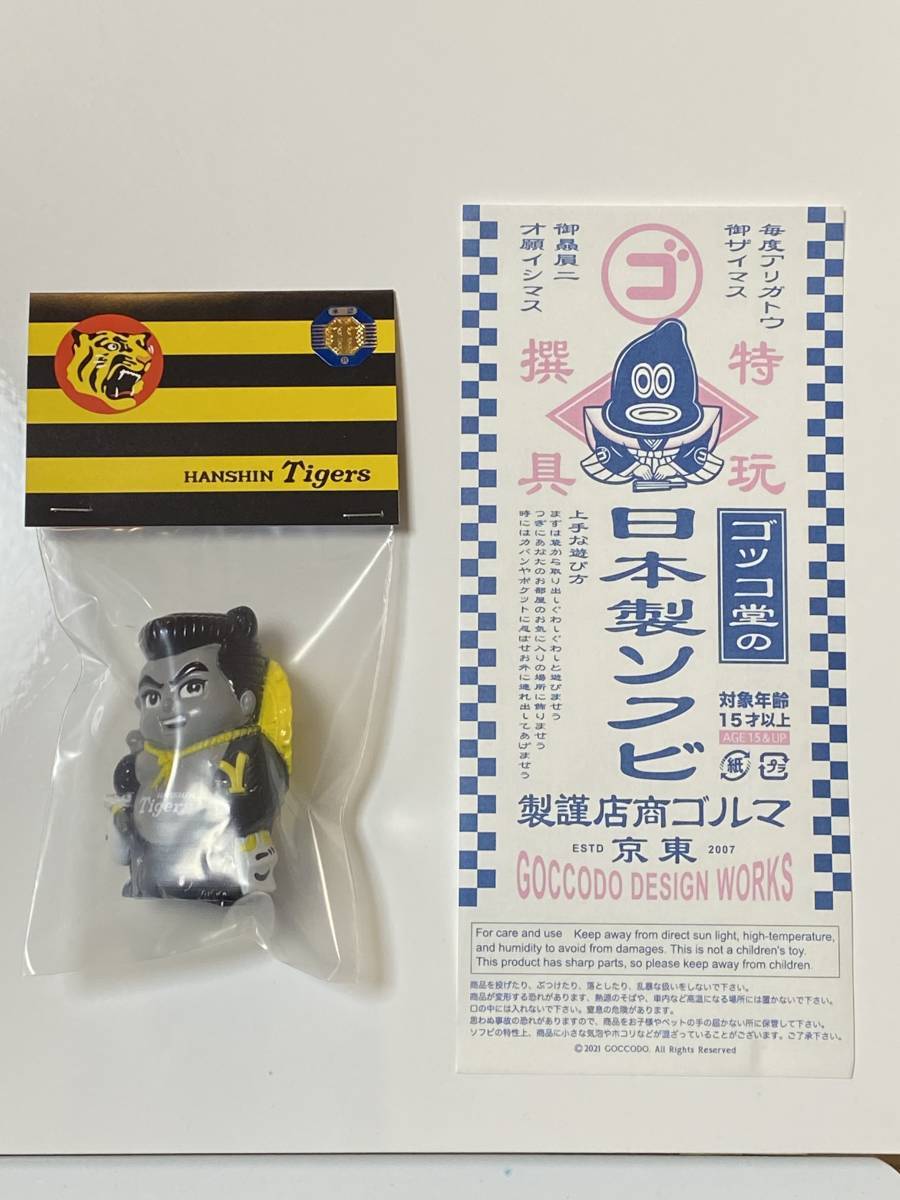 HANSHIN Tigers
HANSHIN
Tigers
Y
毎度アリガトウ
御ザイマス
ゴ
御贔屓ニ
オ願イシマス
特玩
撰具
ゴッコ堂の
日本製ソフビ
上手な遊び方
まずは袋から取り出しぐわしぐわしと遊びませう
つぎにあなたのお部屋のお気に入りの場所に飾りませう
時にはカバンやポケットに忍ばせお外に連れ出してあげませう
対象年齢
15才以上
AGE 15 & UP
紙
プラ
製謹店商ゴルマ
ESTD 京東 2007
GOCCODO DESIGN WORKS
For care and use Keep away from direct sun light, high-temperature,
and humidity to avoid from damages. This is not a children's toy.
This product has sharp parts, so please keep away from children.
商品を投げたり、ぶつけたり、落としたり、乱暴な扱いをしないで下さい。
商品が変形する恐れがあります、熱源のそばや、車内など高温になる場所には置かないで下さい。
口の中には入れないで下さい。窒息の危険があります。
思わぬ事故の恐れがありますので、商品をお子様やペットの手の届かない所に保管して下さい。
ソフビの特性上、商品に小さな気泡やホコリなどが混ざっていることがございます。ご了承下さい。
©2021 GOCCODO. All Rights Reserved